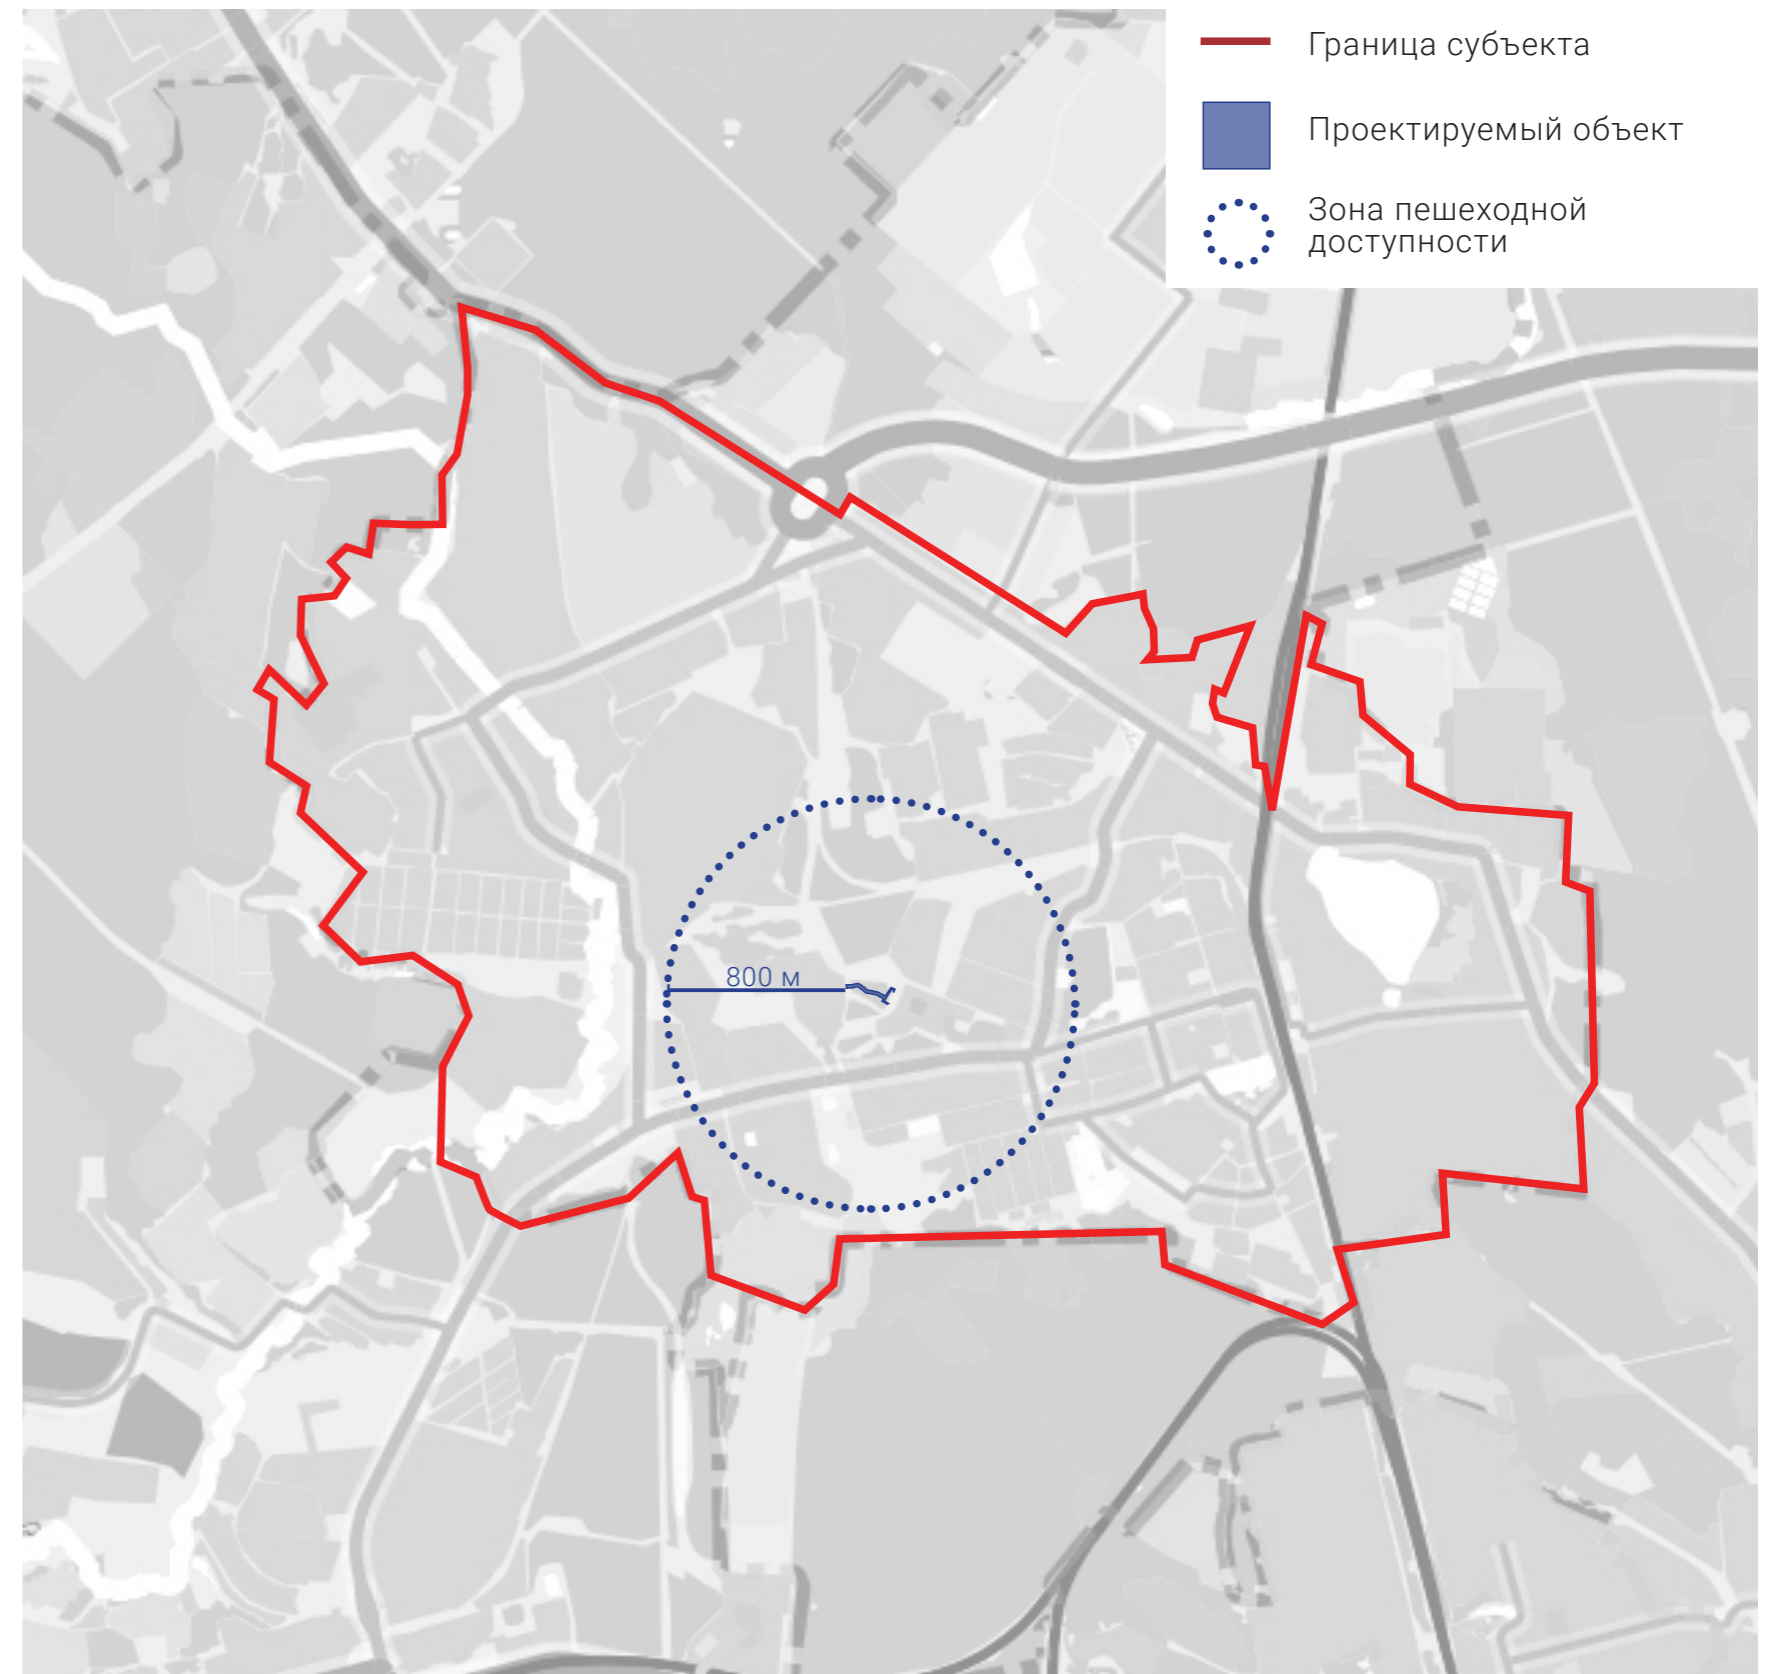 Граница субъекта
Проектируемый объект
Зона пешеходной
доступности
800 м